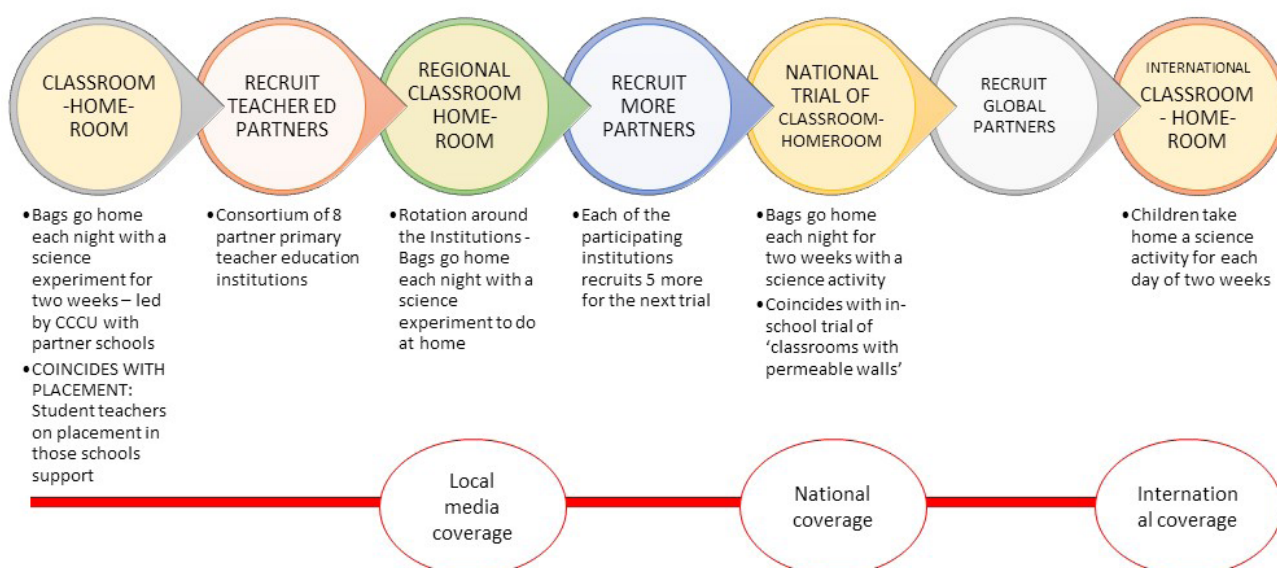 CLASSROOM
-HOME-
ROOM
RECRUIT
TEACHER ED
PARTNERS
REGIONAL
CLASSROOM
HOME-
ROOM
RECRUIT
MORE
PARTNERS
NATIONAL
TRIAL OF
CLASSROOM-
HOMEROOM
RECRUIT
GLOBAL
PARTNERS
INTERNATIONAL
CLASSROOM
- HOME-
ROOM
•Bags go home
each night with a
science
experiment for
two weeks – led
by CCCU with
partner schools
•COINCIDES WITH
PLACEMENT:
Student teachers
on placement in
those schools
support
•Consortium of 8
partner primary
teacher education
institutions
•Rotation around
the Institutions -
Bags go home
each night with a
science
experiment to do
at home
•Each of the
participating
institutions
recruits 5 more
for the next trial
•Bags go home
each night for
two weeks with a
science activity
•Coincides with in-
school trial of
‘classrooms with
permeable walls’
•Children take
home a science
activity for each
day of two weeks
Local
media
coverage
National
coverage
Internation
al coverage